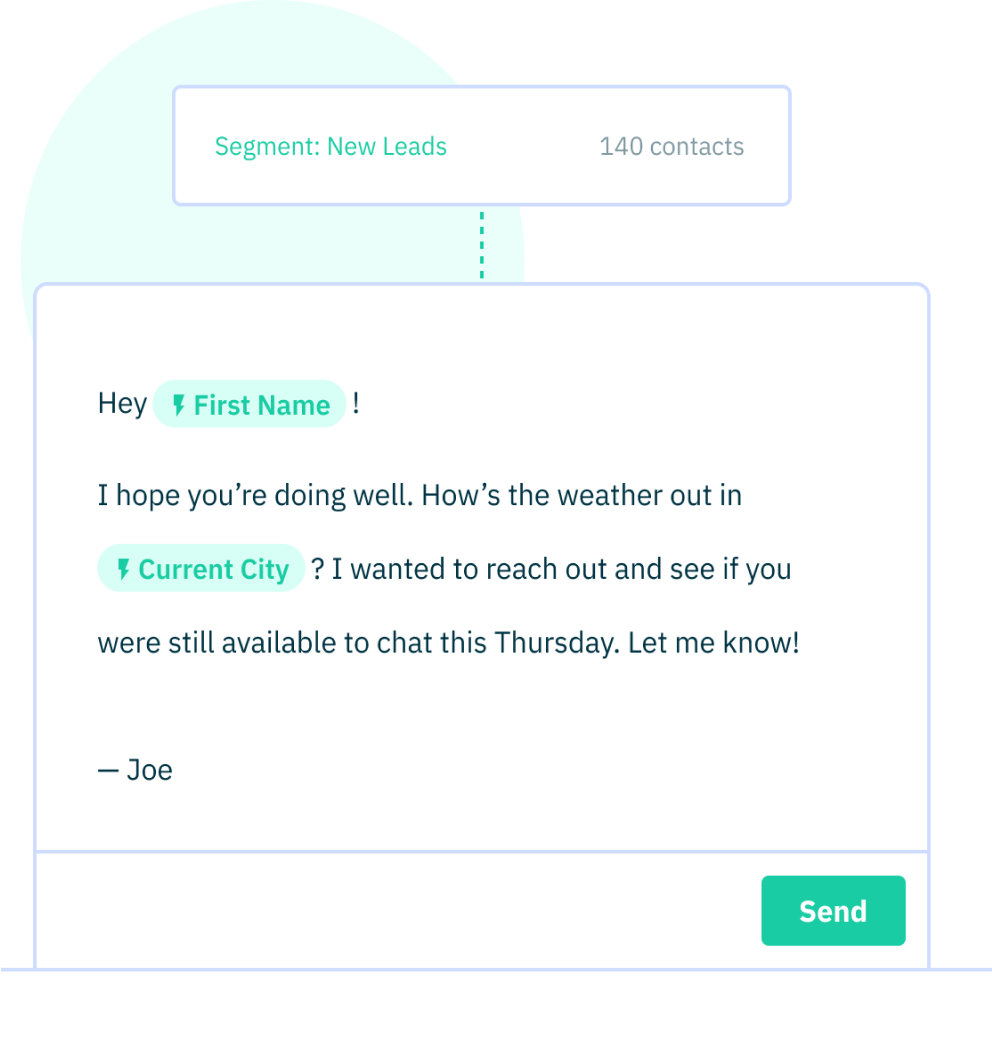 Segment: New Leads 140 contacts
Hey First Name !
I hope you’re doing well. How’s the weather out in
Current City ? I wanted to reach out and see if you
were still available to chat this Thursday. Let me know!
— Joe
Send